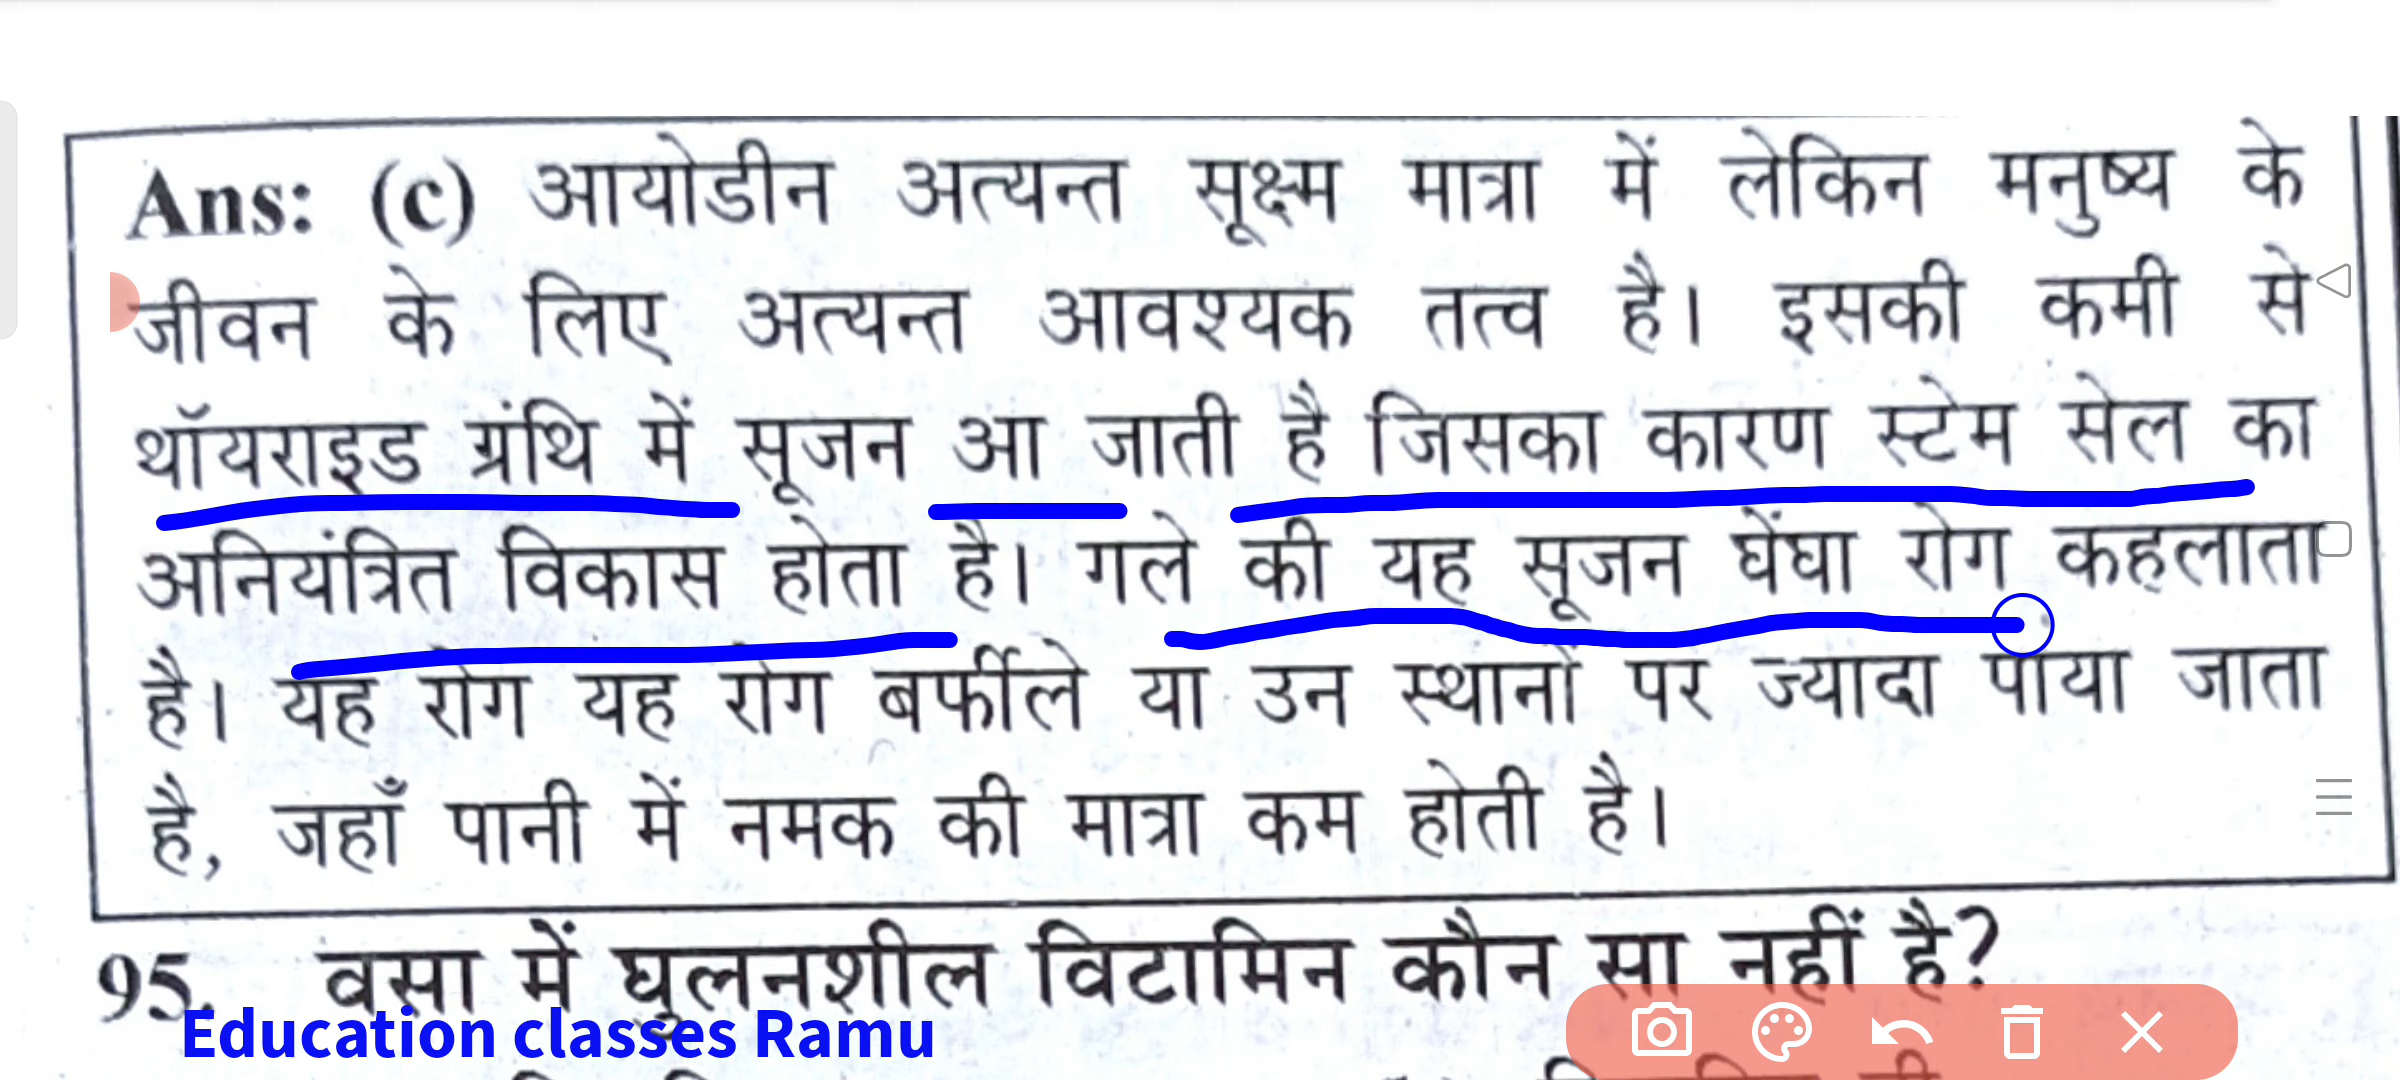 Ans: (c) आयोडीन अत्यन्त सूक्ष्म मात्रा में लेकिन मनुष्य के
जीवन के लिए अत्यन्त आवश्यक तत्व है। इसकी कमी से
थॉयराइड ग्रंथि में सूजन आ जाती है जिसका कारण स्टेम सेल का
अनियंत्रित विकास होता है। गले की यह सूजन घेंघा रोग कहलाता
है। यह रोग यह रोग बर्फीले या उन स्थानों पर ज्यादा पाया जाता
है, जहाँ पानी में नमक की मात्रा कम होती है।
95. वसा में घुलनशील विटामिन कौन सा नहीं है?
Education classes Ramu